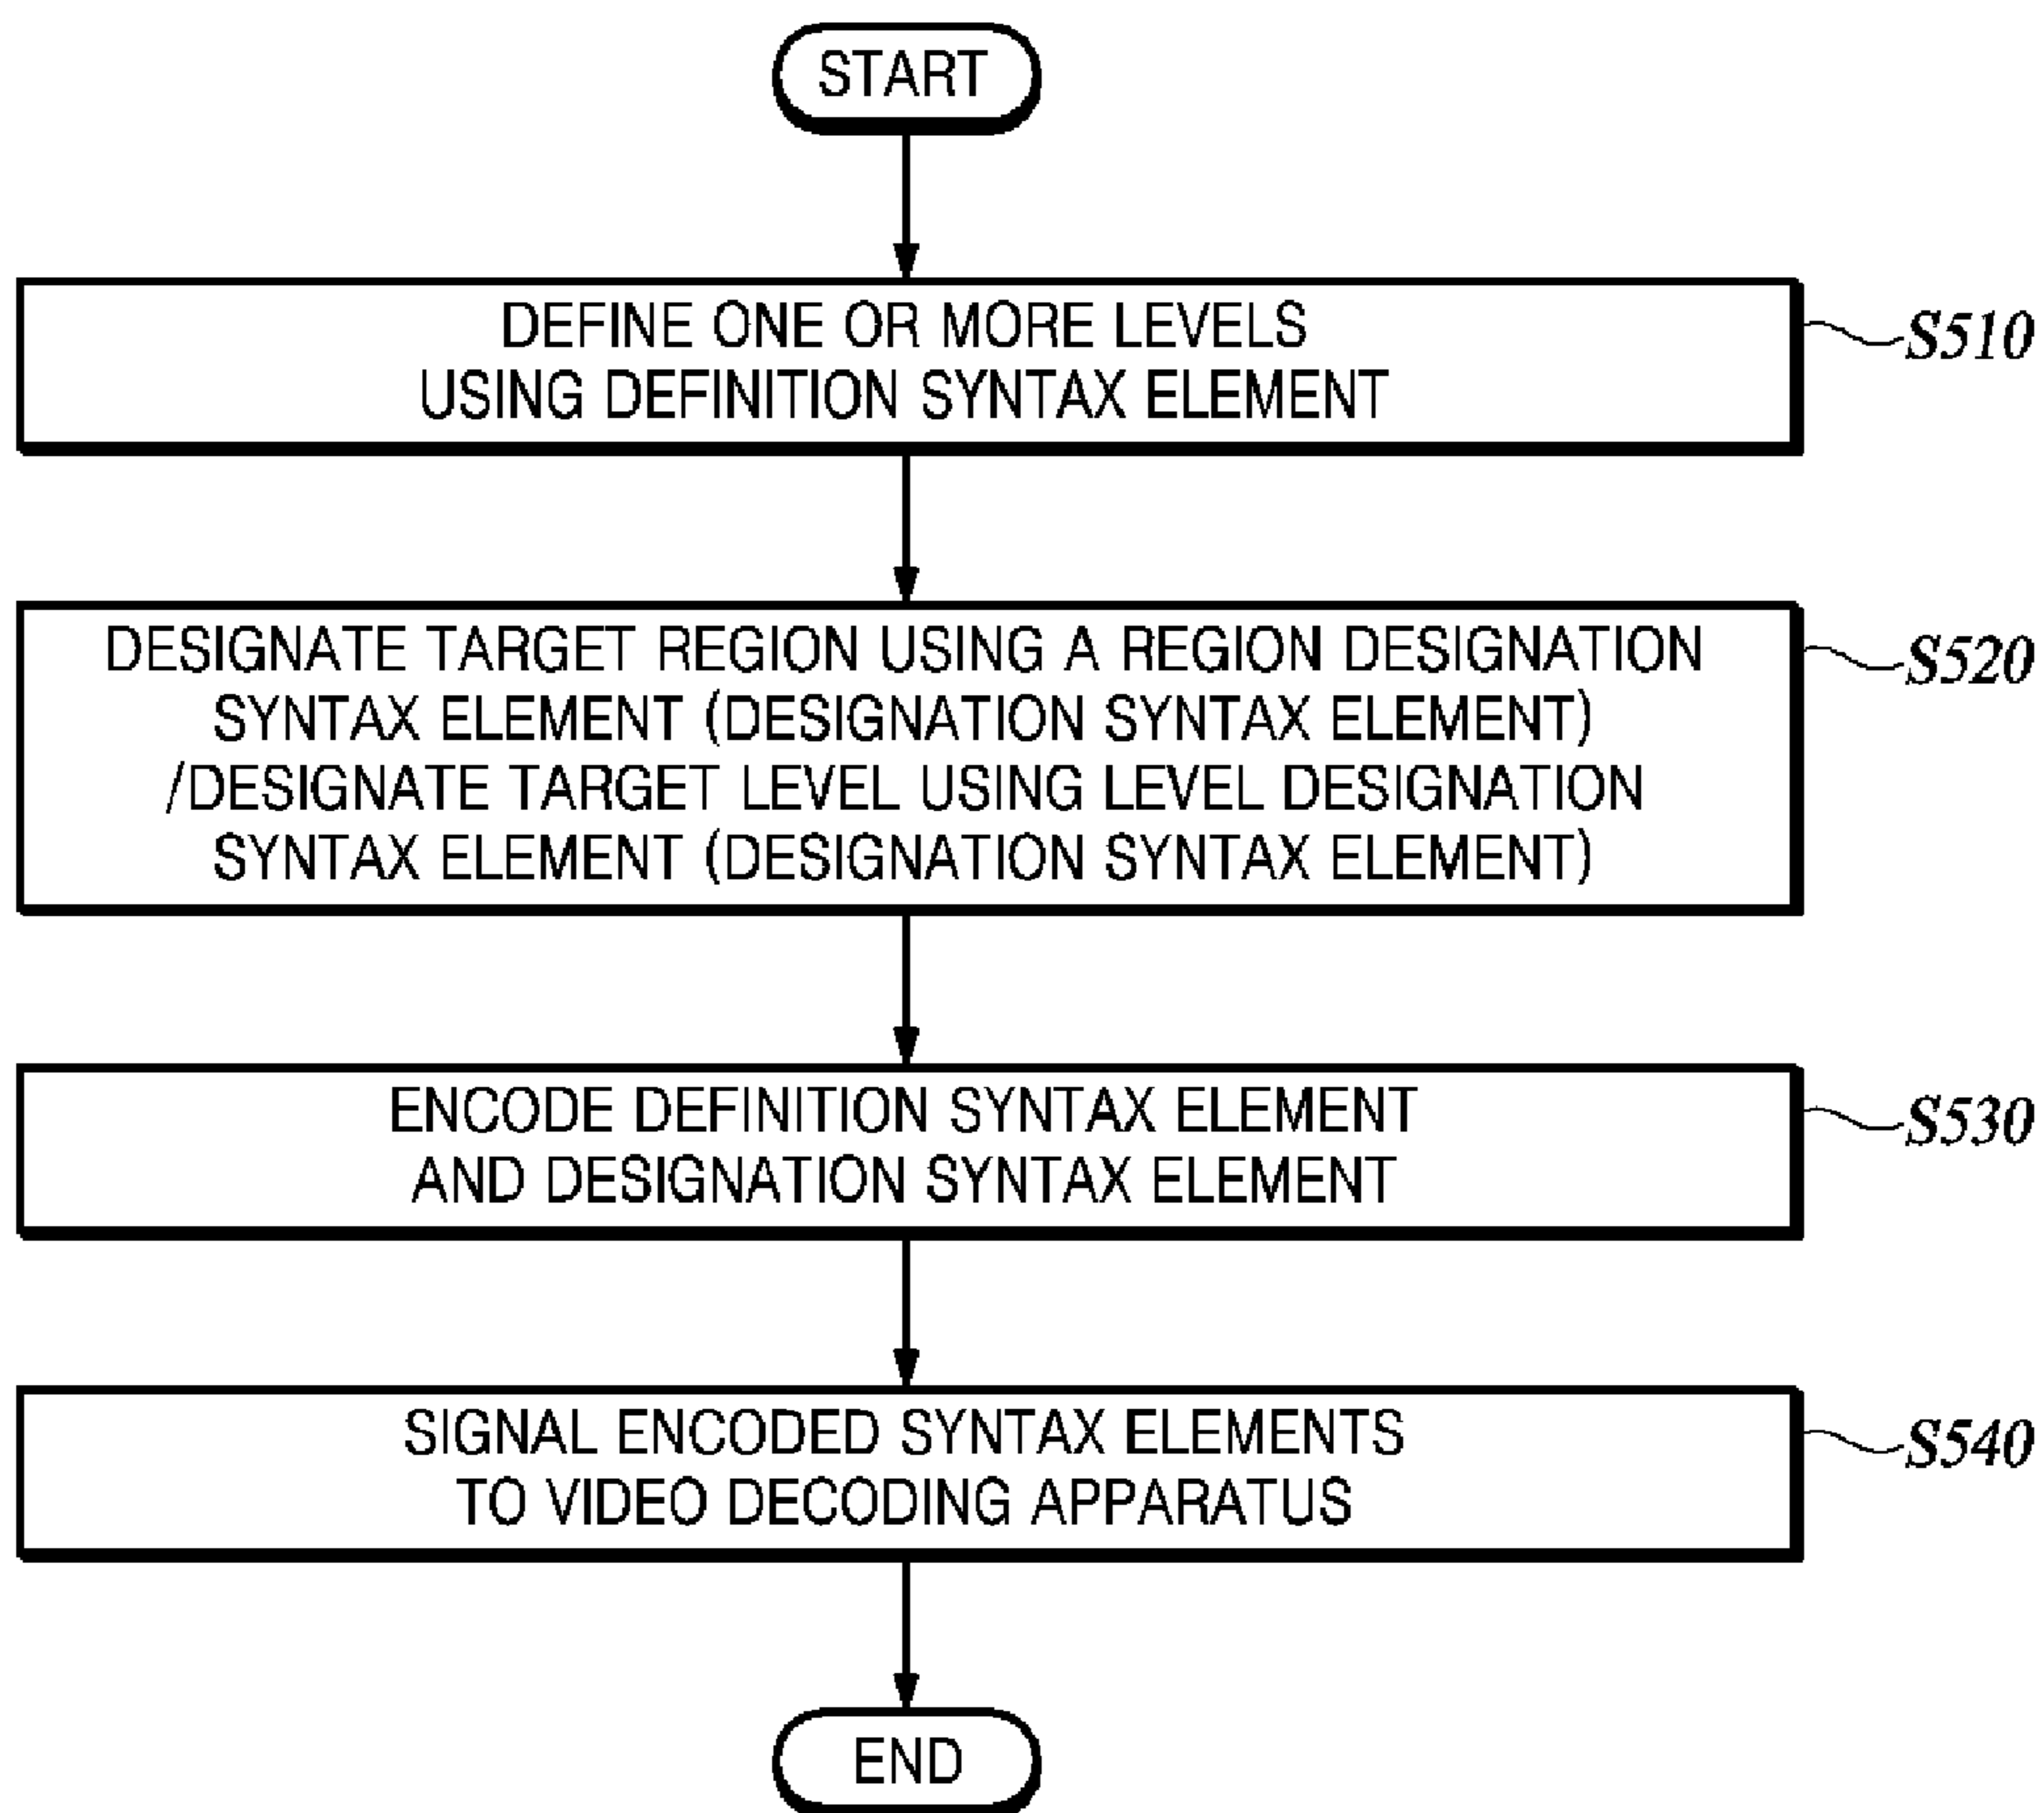 START
DEFINE ONE OR MORE LEVELS
USING DEFINITION SYNTAX ELEMENT
S510
DESIGNATE TARGET REGION USING A REGION DESIGNATION
SYNTAX ELEMENT (DESIGNATION SYNTAX ELEMENT)
/DESIGNATE TARGET LEVEL USING LEVEL DESIGNATION
SYNTAX ELEMENT (DESIGNATION SYNTAX ELEMENT)
S520
ENCODE DEFINITION SYNTAX ELEMENT
AND DESIGNATION SYNTAX ELEMENT
S530
SIGNAL ENCODED SYNTAX ELEMENTS
TO VIDEO DECODING APPARATUS
S540
END